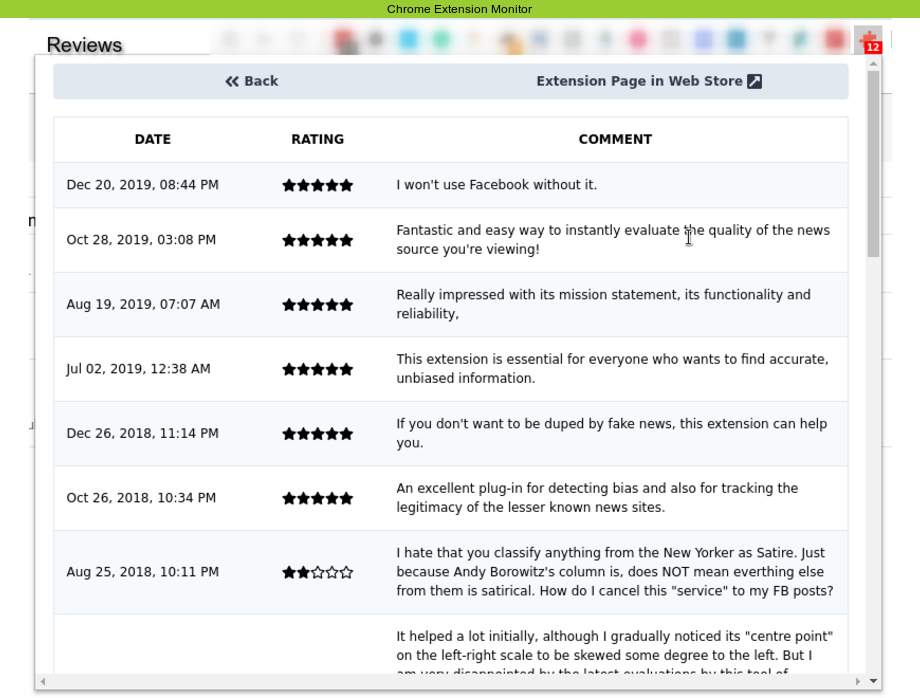 Chrome Extension Monitor
Reviews
12
Back
Extension Page in Web Store
DATE RATING COMMENT
Dec 20, 2019, 08:44 PM I won't use Facebook without it.
Oct 28, 2019, 03:08 PM Fantastic and easy way to instantly evaluate the quality of the news
source you're viewing!
Aug 19, 2019, 07:07 AM Really impressed with its mission statement, its functionality and
reliability,
Jul 02, 2019, 12:38 AM This extension is essential for everyone who wants to find accurate,
unbiased information.
Dec 26, 2018, 11:14 PM If you don't want to be duped by fake news, this extension can help
you.
Oct 26, 2018, 10:34 PM An excellent plug-in for detecting bias and also for tracking the
legitimacy of the lesser known news sites.
Aug 25, 2018, 10:11 PM I hate that you classify anything from the New Yorker as Satire. Just
because Andy Borowitz's column is, does NOT mean everthing else
from them is satirical. How do I cancel this "service" to my FB posts?
It helped a lot initially, although I gradually noticed its "centre point"
on the left-right scale to be skewed some degree to the left. But I
am very disappointed by the latest evaluations by this tool of